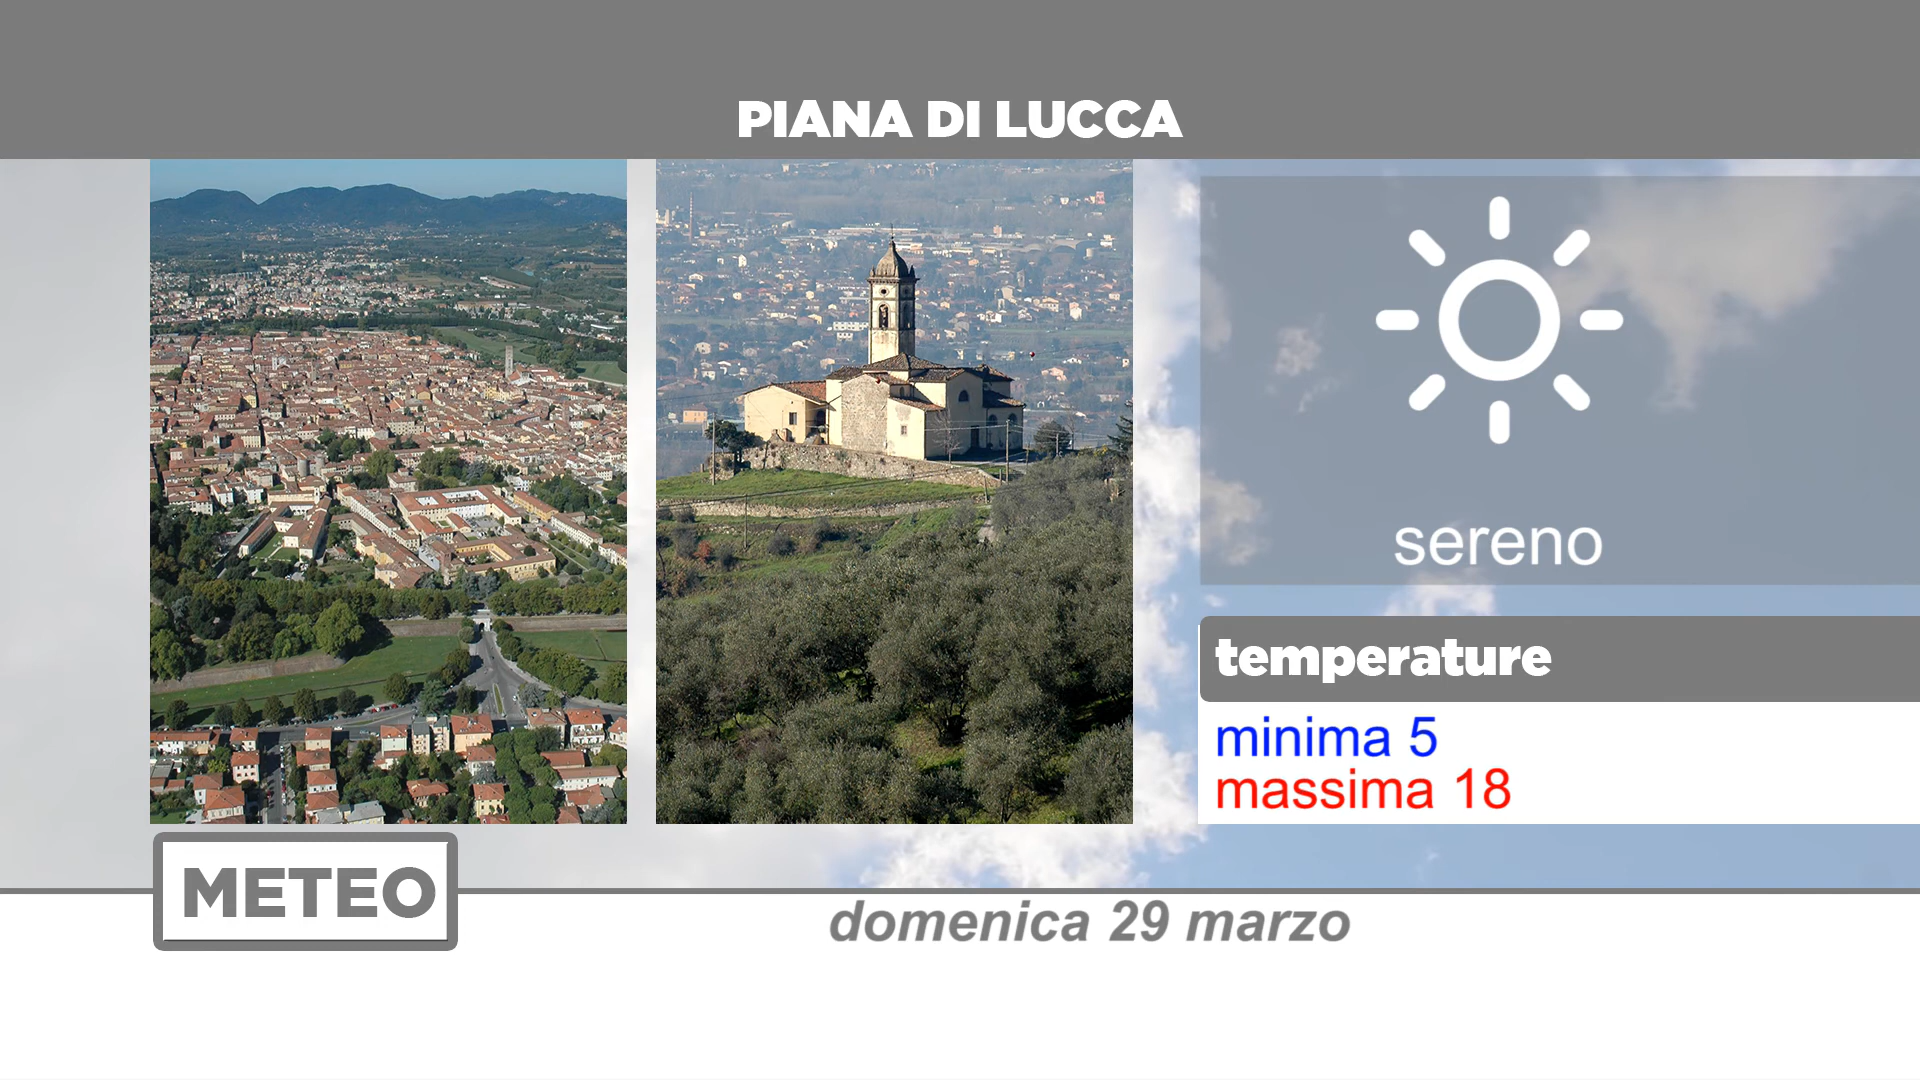 PIANA DI LUCCA
sereno
temperature
minima 5
massima 18
METEO
domenica 29 marzo